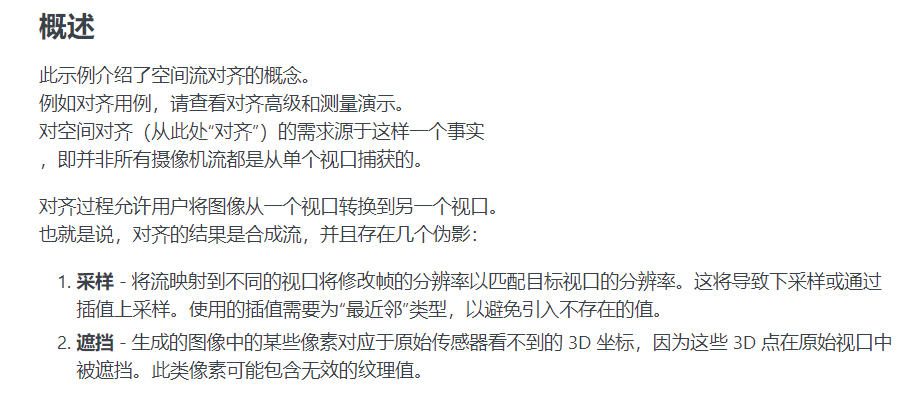 概述
此示例介绍了空间流对齐的概念。
例如对齐用例，请查看对齐高级和测量演示。
对空间对齐（从此处“对齐”）的需求源于这样一个事实
，即并非所有摄像机流都是从单个视口捕获的。
对齐过程允许用户将图像从一个视口转换到另一个视口。
也就是说，对齐的结果是合成流，并且存在几个伪影：
1. 采样 - 将流映射到不同的视口将修改帧的分辨率以匹配目标视口的分辨率。这将导致下采样或通过
插值上采样。使用的插值需要为“最近邻”类型，以避免引入不存在的值。
2. 遮挡 - 生成的图像中的某些像素对应于原始传感器看不到的 3D 坐标，因为这些 3D 点在原始视口中
被遮挡。此类像素可能包含无效的纹理值。